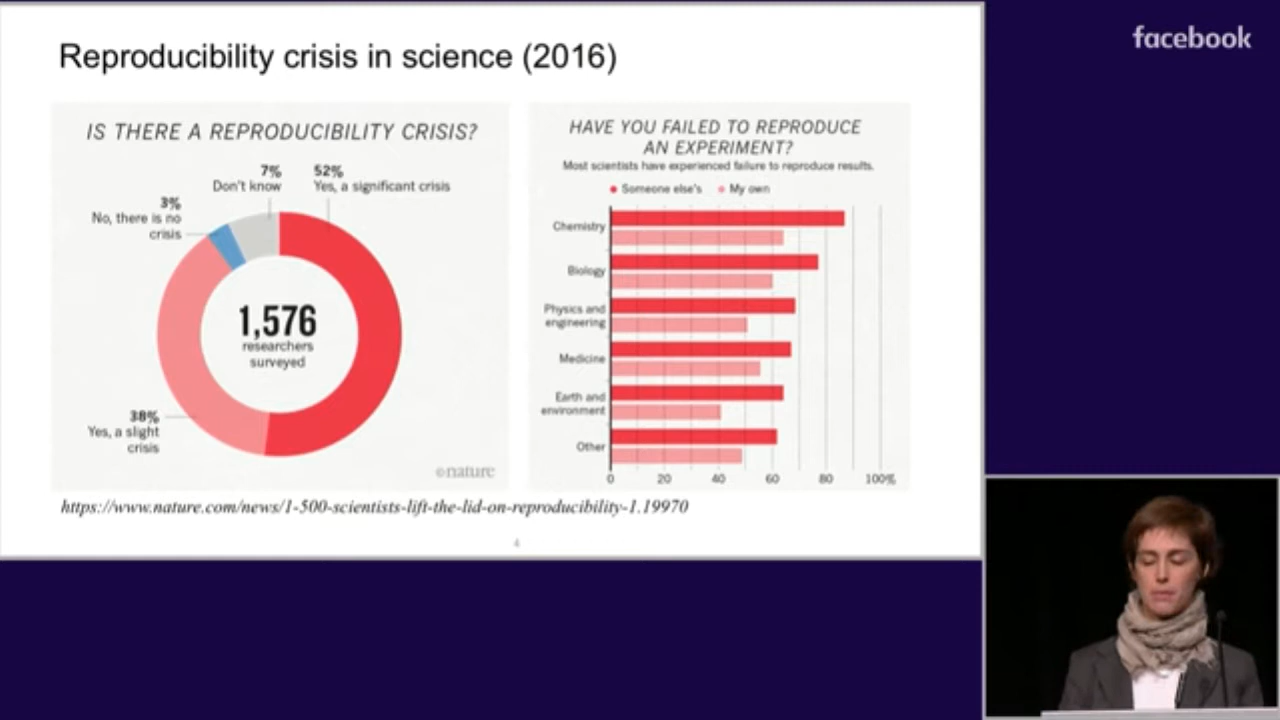 Reproducibility crisis in science (2016)
facebook
IS THERE A REPRODUCIBILITY CRISIS?
7%
Don't know
52%
Yes, a significant crisis
3%
No, there is no
crisis
1,576
researchers
surveyed
38%
Yes, a slight
crisis
©nature
HAVE YOU FAILED TO REPRODUCE
AN EXPERIMENT?
Most scientists have experienced failure to reproduce results.
Someone else's My own
Chemistry
Biology
Physics and
engineering
Medicine
Earth and
environment
Other
0 20 40 60 80 100%
https://www.nature.com/news/1-500-scientists-lift-the-lid-on-reproducibility-1.19970
4